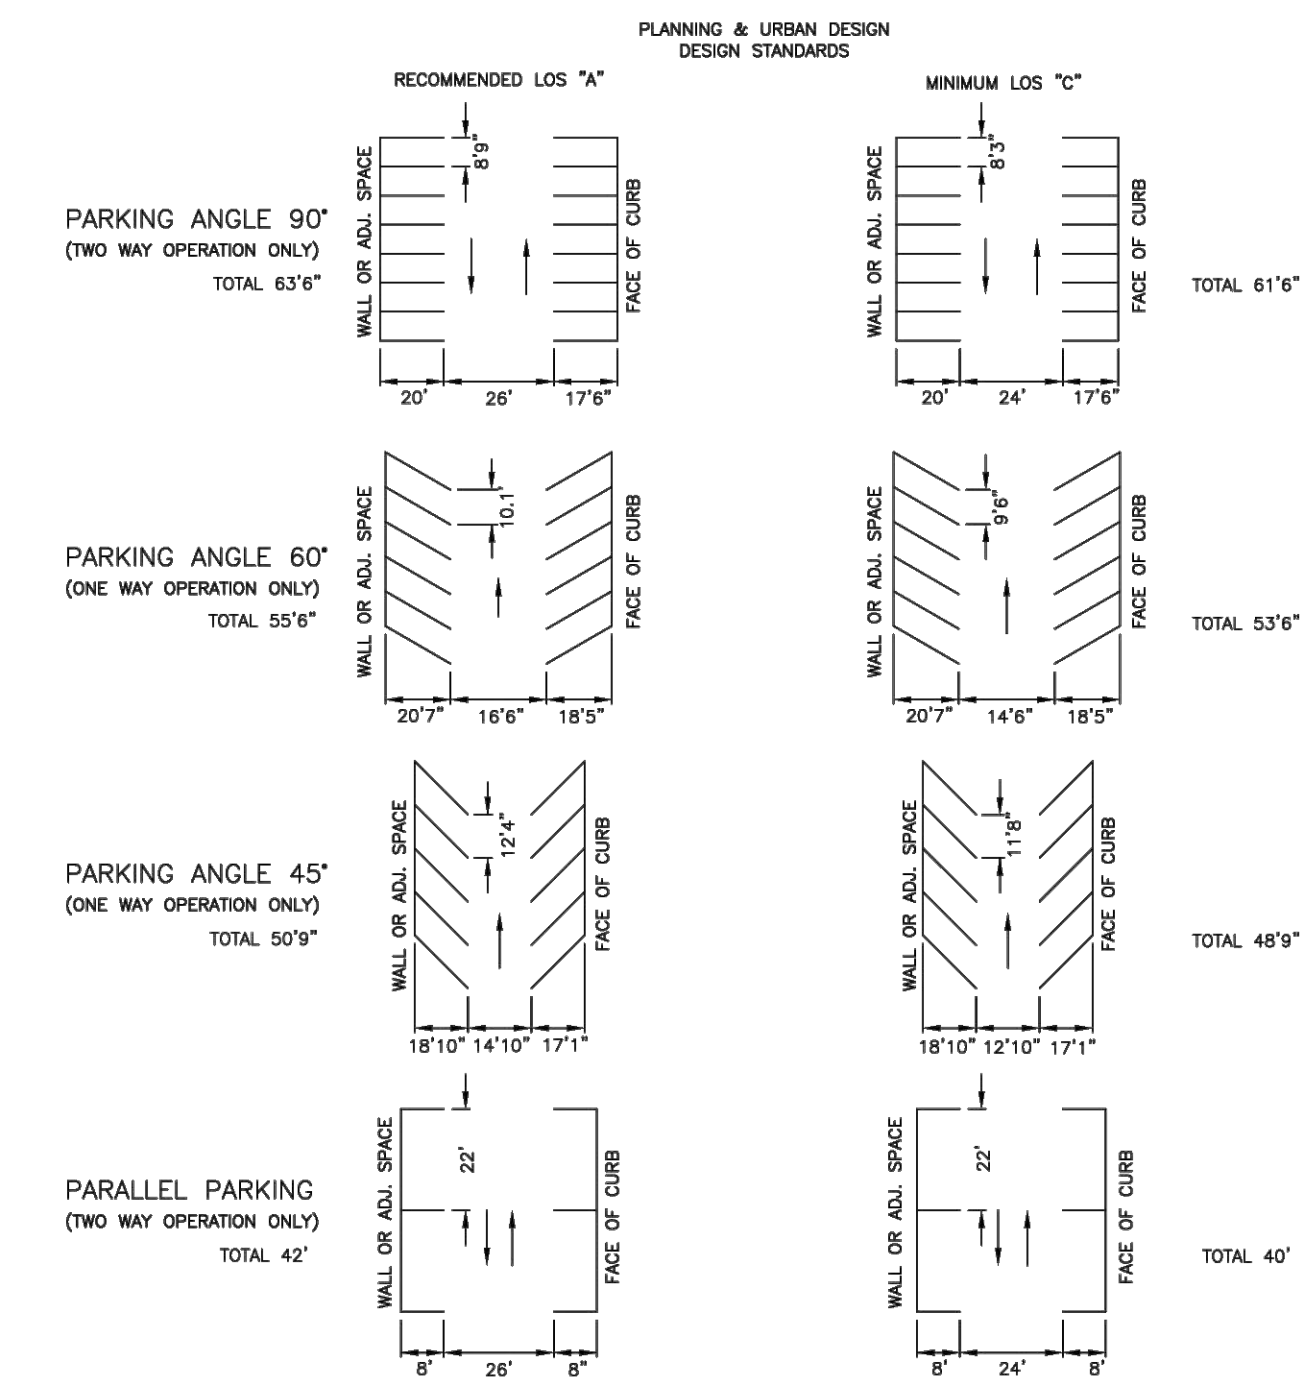 PLANNING & URBAN DESIGN
DESIGN STANDARDS
RECOMMENDED LOS "A"
MINIMUM LOS "C"
PARKING ANGLE 90°
(TWO WAY OPERATION ONLY)
TOTAL 63'6"
WALL OR ADJ. SPACE
8'9"
FACE OF CURB
20'
26'
17'6"
WALL OR ADJ. SPACE
8'3"
FACE OF CURB
20'
24'
17'6"
TOTAL 61'6"
PARKING ANGLE 60°
(ONE WAY OPERATION ONLY)
TOTAL 55'6"
WALL OR ADJ. SPACE
10.1'
FACE OF CURB
20'7"
16'6"
18'5"
WALL OR ADJ. SPACE
9'6"
FACE OF CURB
20'7"
14'6"
18'5"
TOTAL 53'6"
PARKING ANGLE 45°
(ONE WAY OPERATION ONLY)
TOTAL 50'9"
WALL OR ADJ. SPACE
12'4"
FACE OF CURB
18'10"
14'10"
17'1"
WALL OR ADJ. SPACE
11'8"
FACE OF CURB
18'10"
12'10"
17'1"
TOTAL 48'9"
PARALLEL PARKING
(TWO WAY OPERATION ONLY)
TOTAL 42'
WALL OR ADJ. SPACE
22'
FACE OF CURB
8'
26'
8"
WALL OR ADJ. SPACE
22'
FACE OF CURB
8'
24'
8'
TOTAL 40'